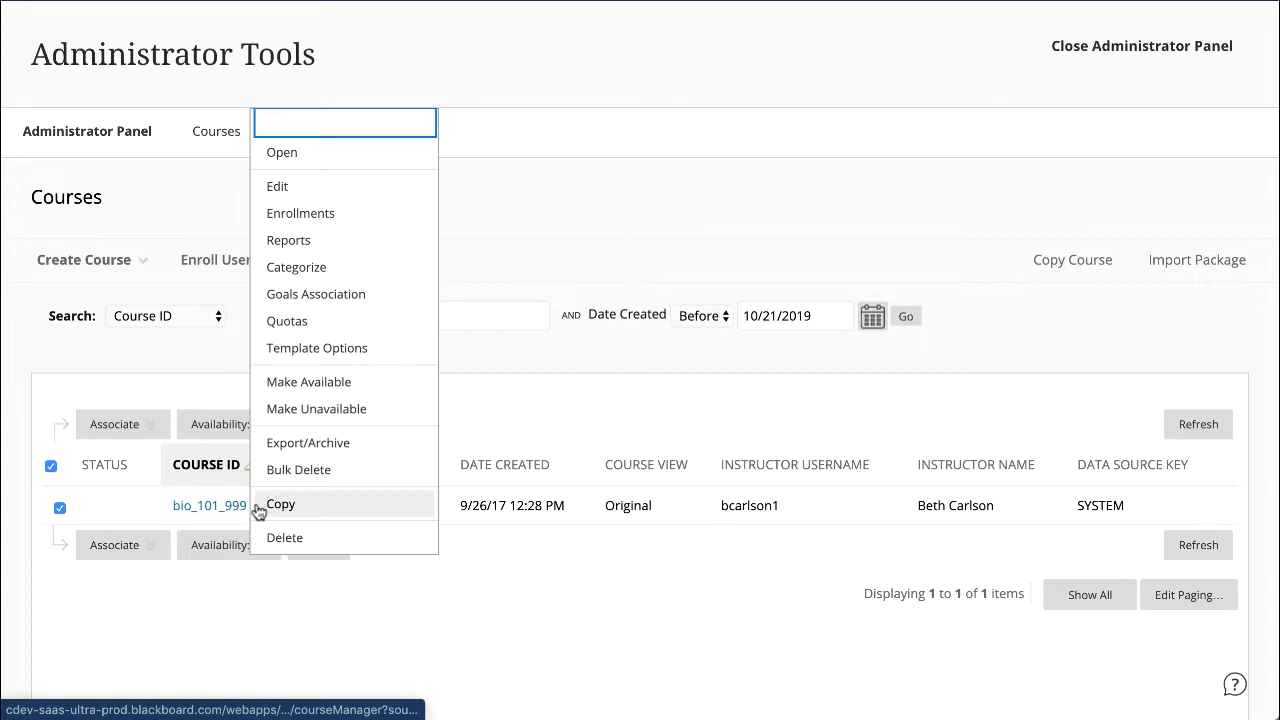 Administrator Tools
Close Administrator Panel
Administrator Panel
Courses
Open
Edit
Enrollments
Reports
Categorize
Goals Association
Quotas
Template Options
Make Available
Make Unavailable
Export/Archive
Bulk Delete
Copy
Delete
Courses
Create Course
Enroll User
Copy Course
Import Package
Search:
Course ID
AND Date Created
Before
10/21/2019
Go
Associate
Availability:
Refresh
STATUS
COURSE ID
DATE CREATED
COURSE VIEW
INSTRUCTOR USERNAME
INSTRUCTOR NAME
DATA SOURCE KEY
bio_101_999
9/26/17 12:28 PM
Original
bcarlson1
Beth Carlson
SYSTEM
Associate
Availability:
Refresh
Displaying 1 to 1 of 1 items
Show All
Edit Paging...
?
cdev-saas-ultra-prod.blackboard.com/webapps/.../courseManager?sou...